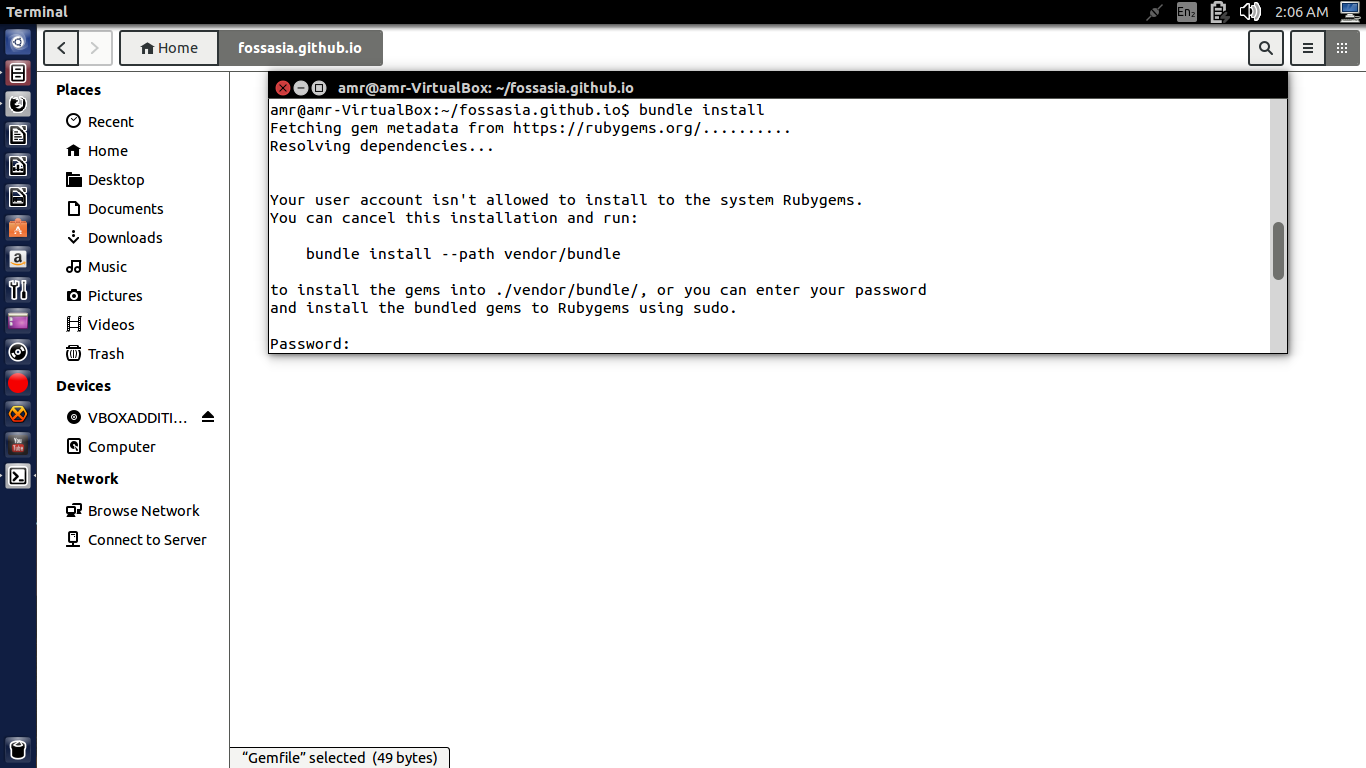 Terminal
En2
2:06 AM
Home
fossasia.github.io
Places
Recent
Home
Desktop
Documents
Downloads
Music
Pictures
Videos
Trash
Devices
VBOXADDITI...
Computer
Network
Browse Network
Connect to Server
amr@amr-VirtualBox: ~/fossasia.github.io
amr@amr-VirtualBox:~/fossasia.github.io$ bundle install
Fetching gem metadata from https://rubygems.org/..........
Resolving dependencies...
Your user account isn't allowed to install to the system Rubygems.
You can cancel this installation and run:
bundle install --path vendor/bundle
to install the gems into ./vendor/bundle/, or you can enter your password
and install the bundled gems to Rubygems using sudo.
Password:
a
You
Tube
“Gemfile” selected (49 bytes)